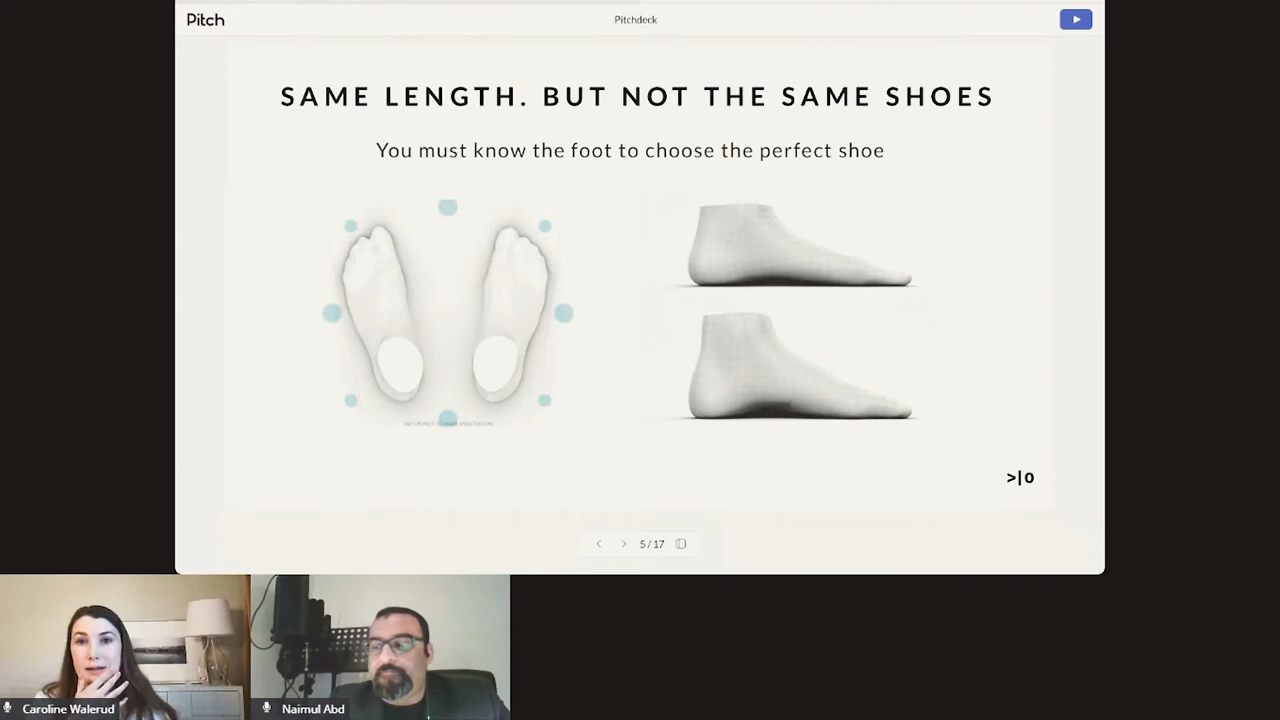 Pitch
Pitchdeck
SAME LENGTH. BUT NOT THE SAME SHOES
You must know the foot to choose the perfect shoe
>|o
5 / 17
Caroline Walerud
Naimul Abd